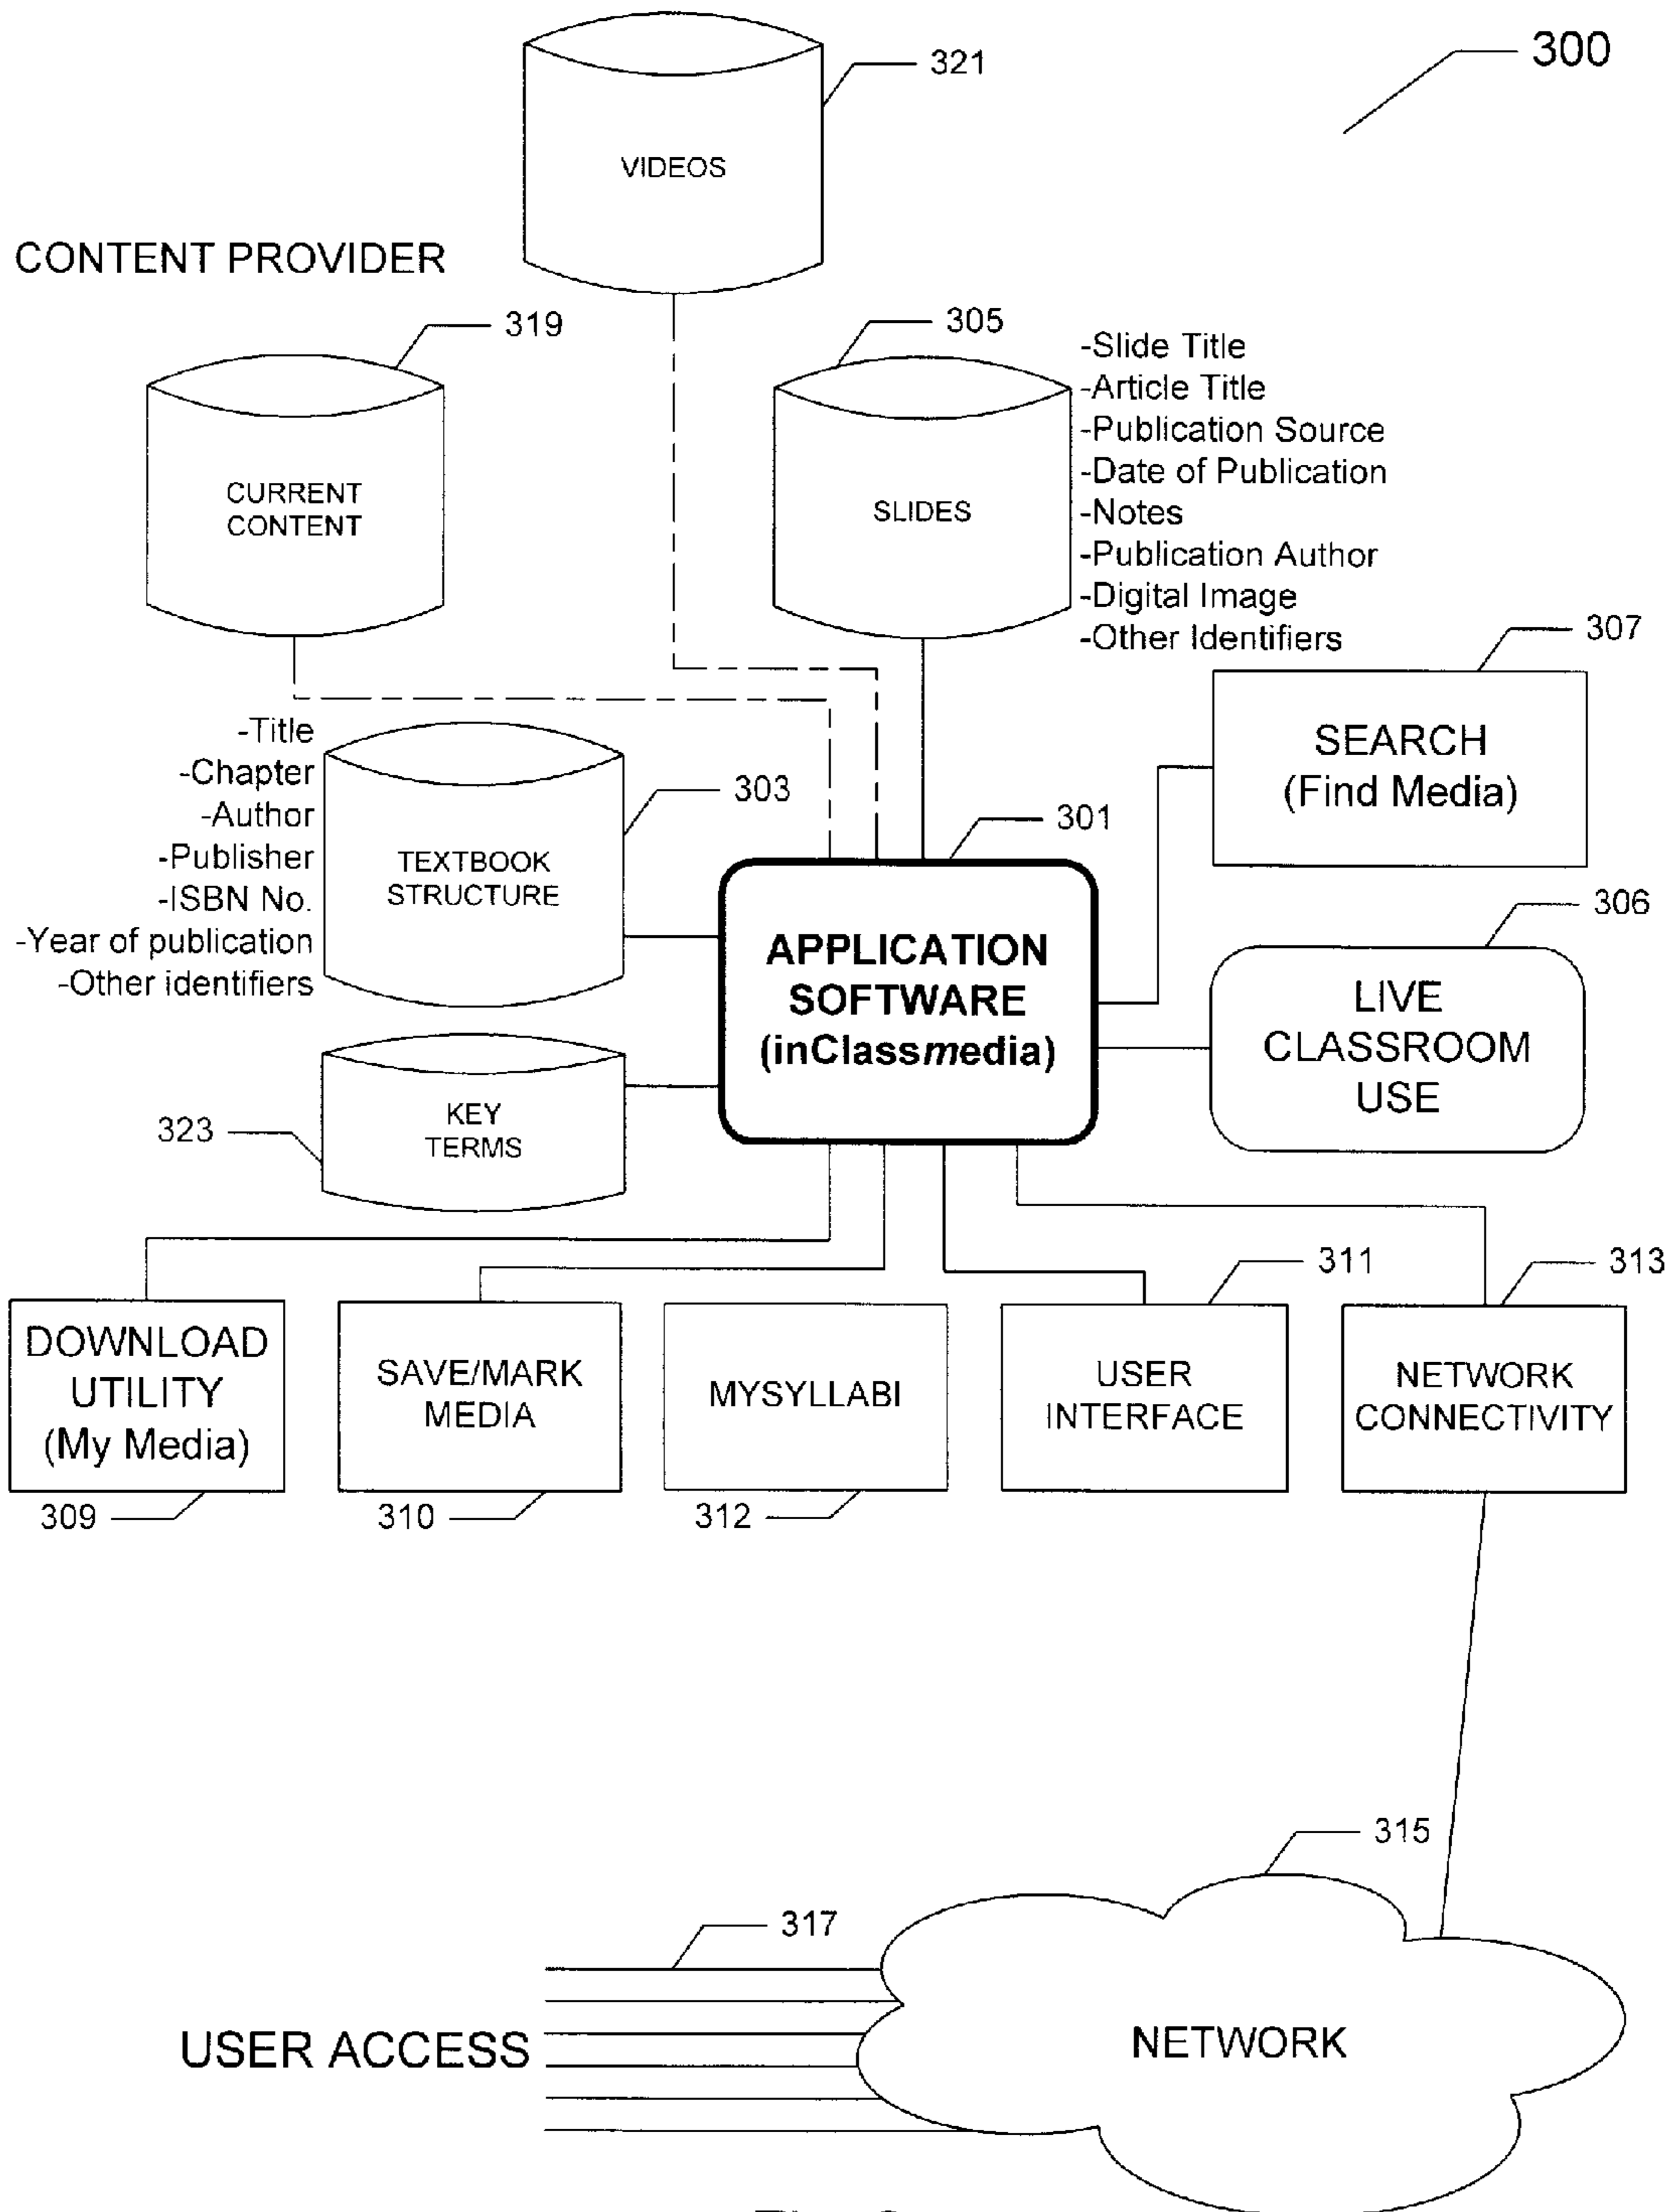 300
321
VIDEOS
CONTENT PROVIDER
319
CURRENT
CONTENT
305
SLIDES
-Slide Title
-Article Title
-Publication Source
-Date of Publication
-Notes
-Publication Author
-Digital Image
-Other Identifiers
307
SEARCH
(Find Media)
-Title
-Chapter
-Author
-Publisher
-ISBN No.
-Year of publication
-Other identifiers
303
TEXTBOOK
STRUCTURE
301
APPLICATION
SOFTWARE
(inClassmedia)
306
LIVE
CLASSROOM
USE
323
KEY
TERMS
DOWNLOAD
UTILITY
(My Media)
309
SAVE/MARK
MEDIA
310
MYSYLLABI
312
311
USER
INTERFACE
313
NETWORK
CONNECTIVITY
315
317
USER ACCESS
NETWORK